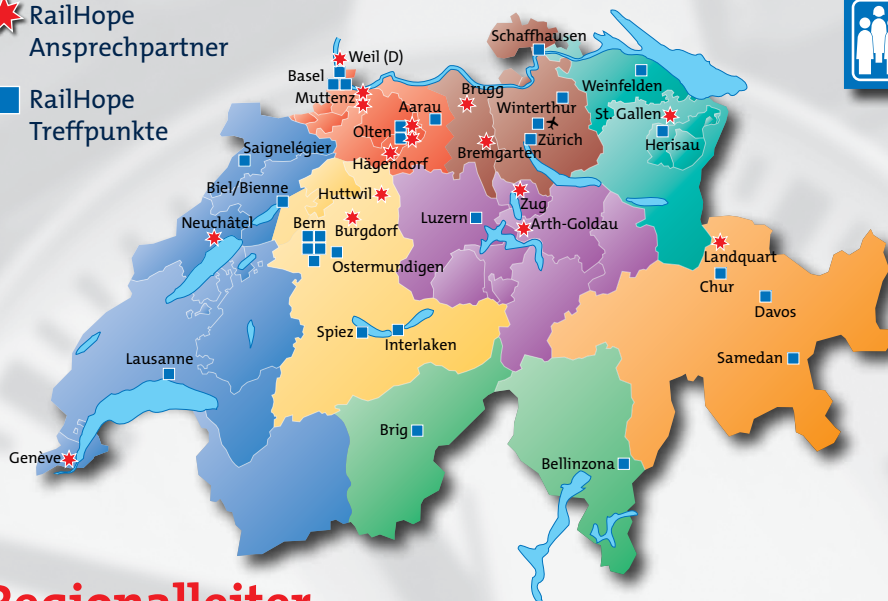 RailHope
Ansprechpartner
RailHope
Treffpunkte
Schaffhausen
Weil (D)
Basel
Muttenz
Weinfelden
Brugg
Aarau
Winterthur
St. Gallen
Olten
Zürich
Herisau
Saignelégier
Bremgarten
Hägendorf
Biel/Bienne
Huttwil
Zug
Neuchâtel
Bern
Burgdorf
Luzern
Arth-Goldau
Landquart
Ostermundigen
Chur
Davos
Spiez
Interlaken
Lausanne
Samedan
Brig
Genève
Bellinzona
Regionalleiter